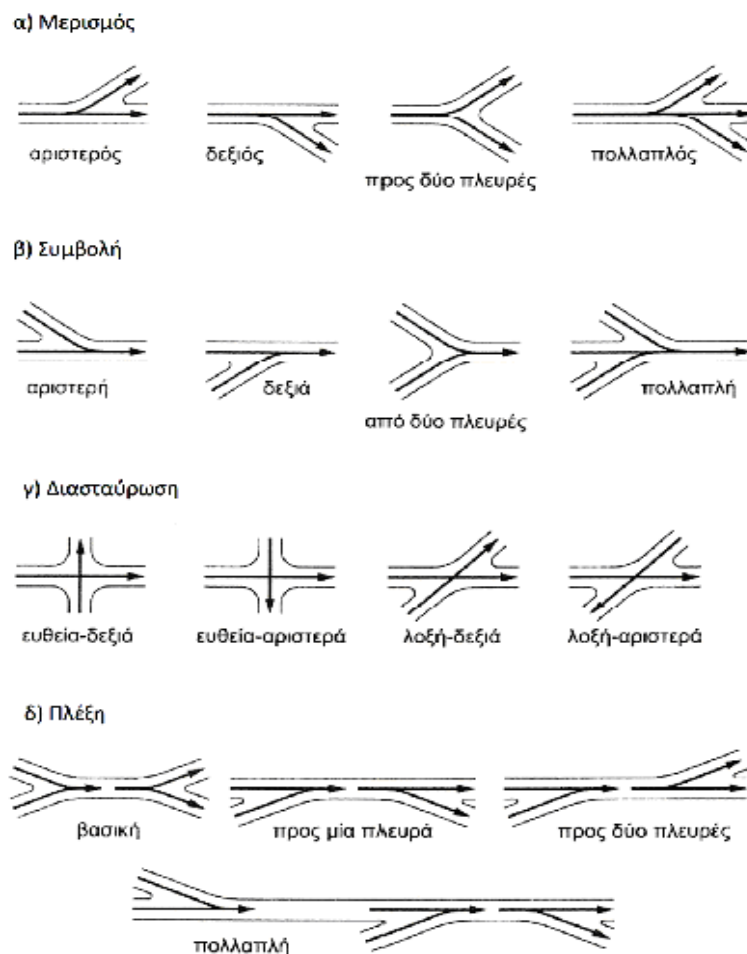 α) Μερισμός
αριστερός δεξιός προς δύο πλευρές πολλαπλός
β) Συμβολή
αριστερή δεξιά από δύο πλευρές πολλαπλή
γ) Διασταύρωση
ευθεία-δεξιά ευθεία-αριστερά λοξή-δεξιά λοξή-αριστερά
δ) Πλέξη
βασική προς μία πλευρά προς δύο πλευρές
πολλαπλή